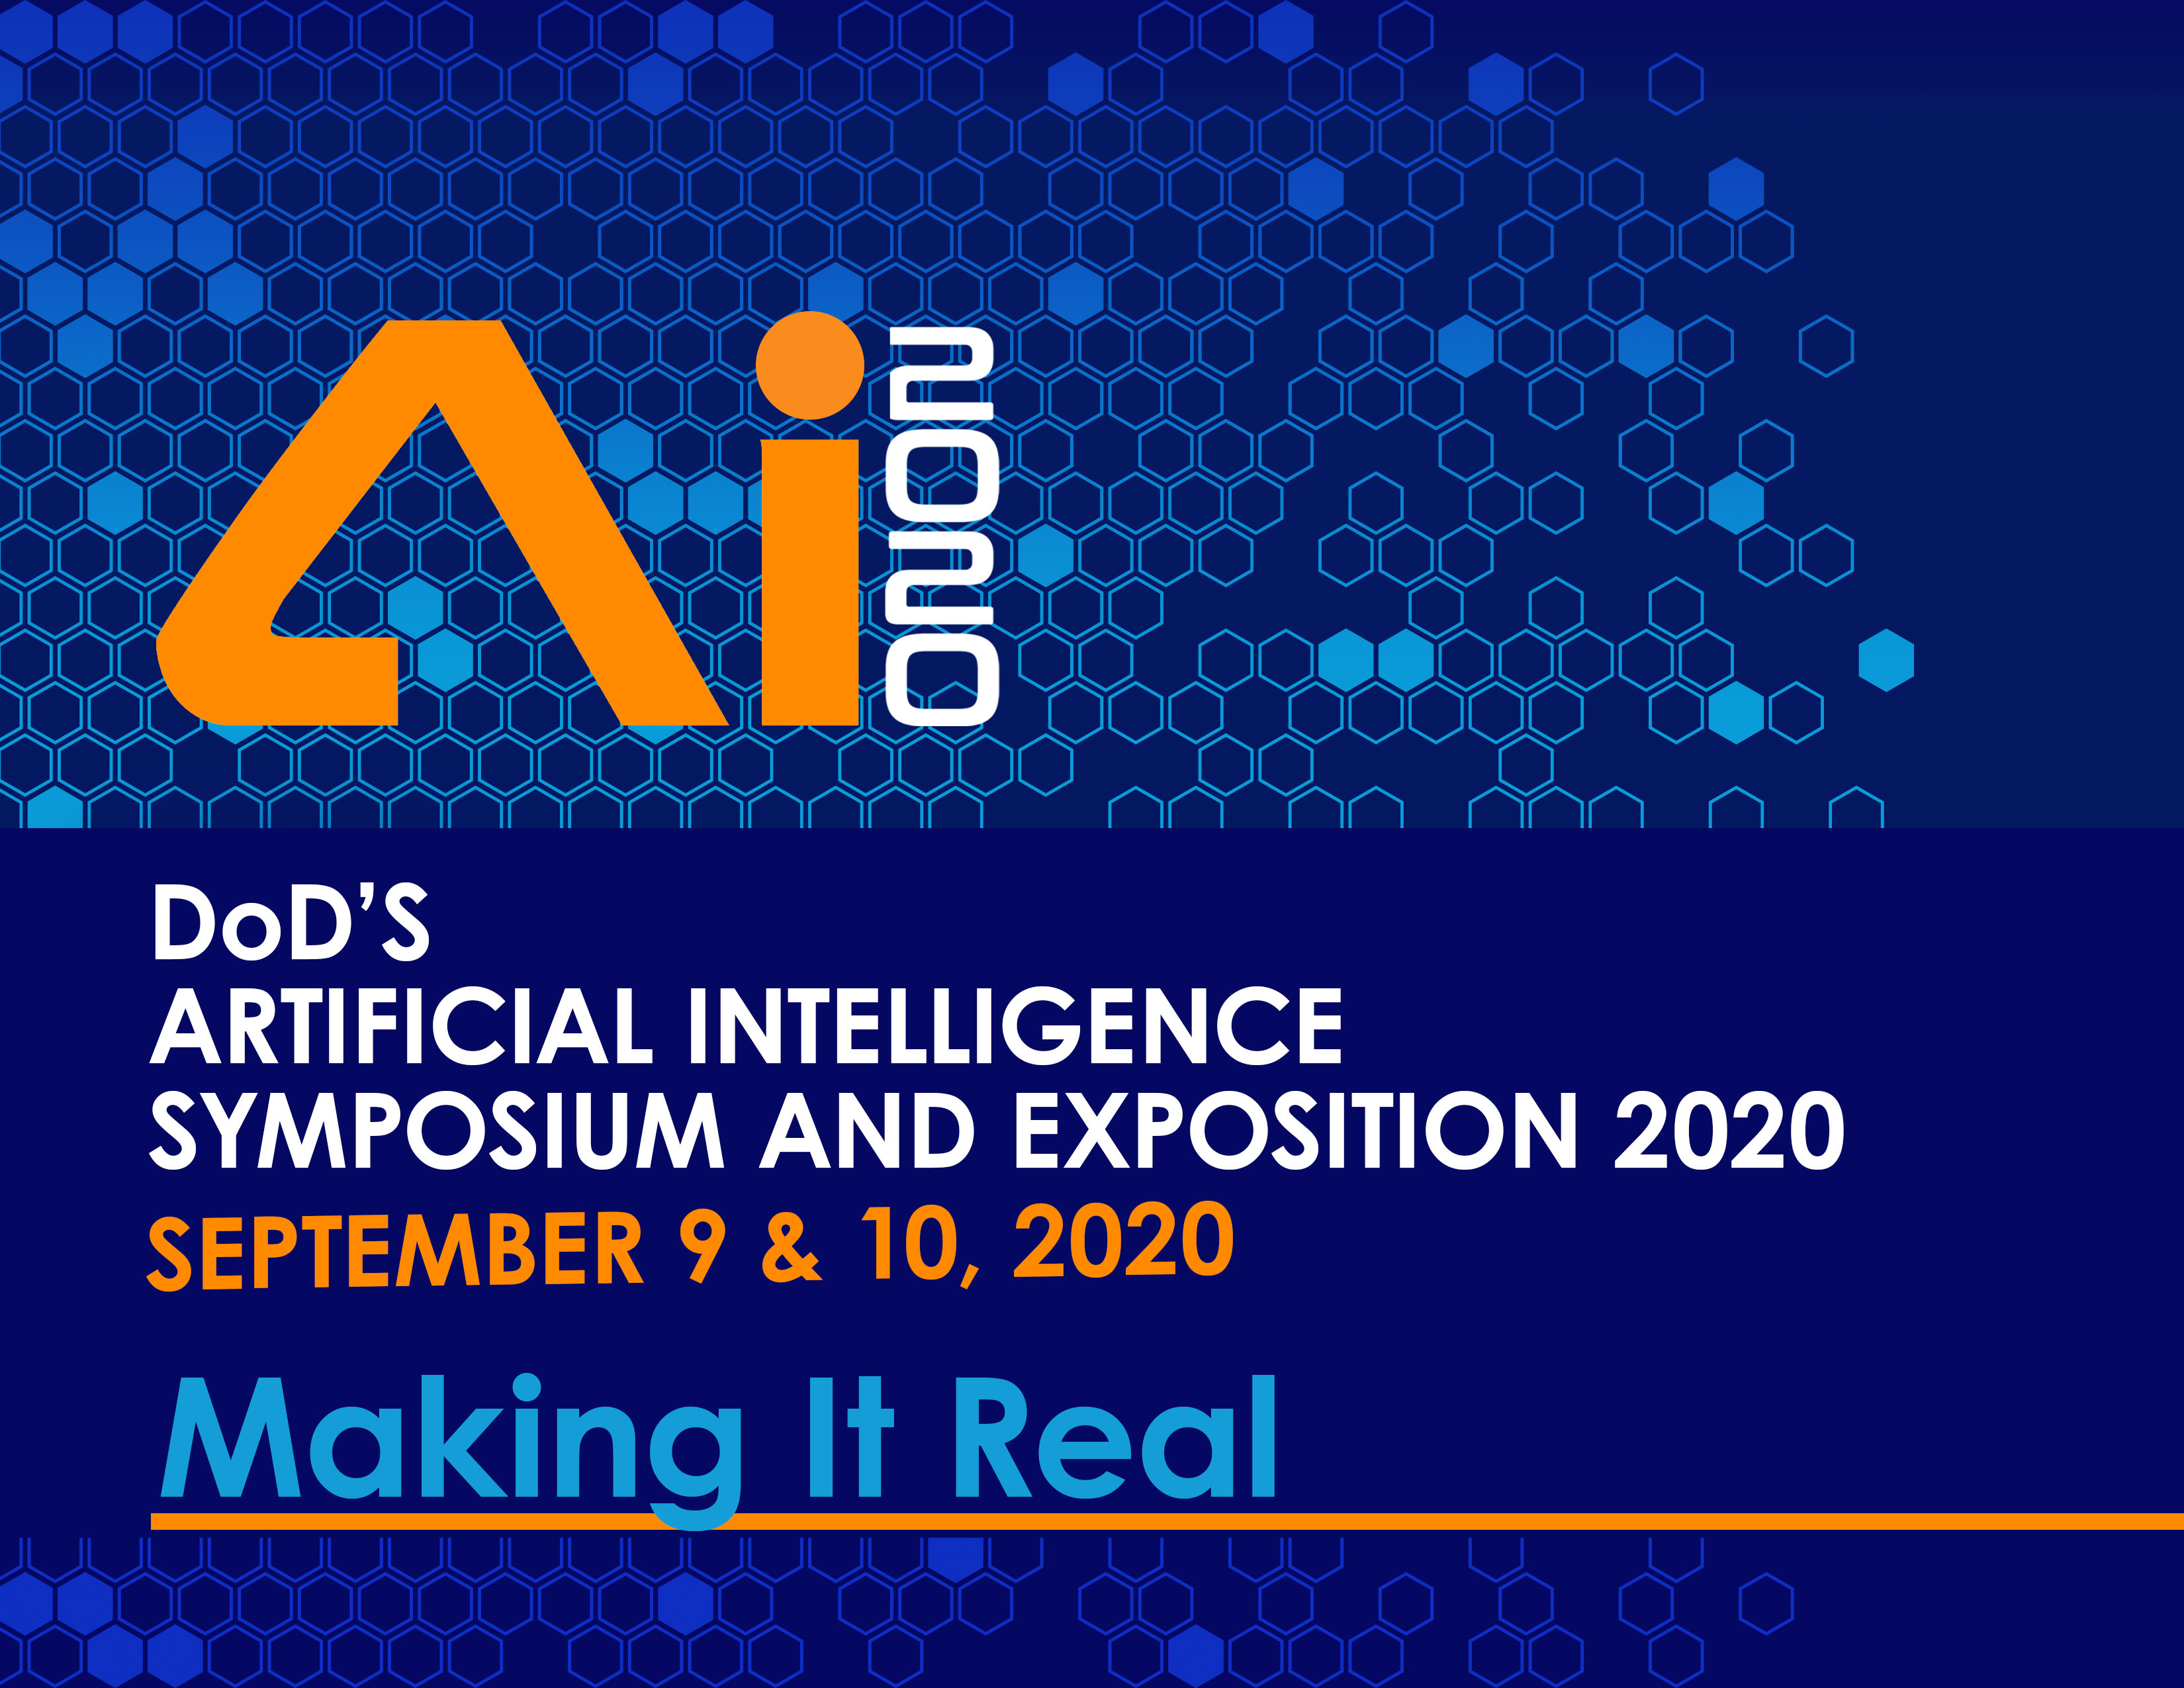 Ai 2020
DoD'S
ARTIFICIAL INTELLIGENCE
SYMPOSIUM AND EXPOSITION 2020
SEPTEMBER 9 & 10, 2020
Making It Real